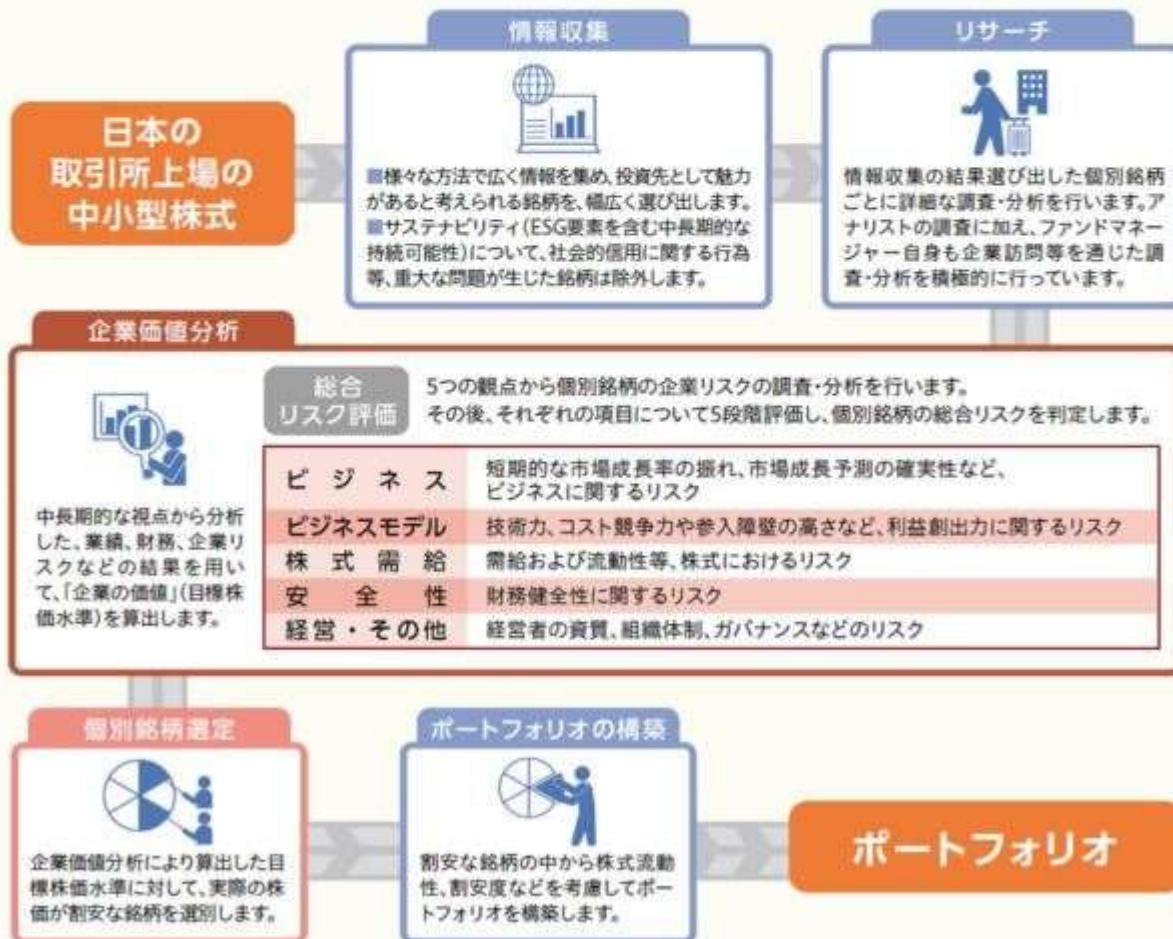 日本の
取引所上場の
中小型株式
情報収集
■様々な方法で広く情報を集め、投資先として魅力
があると考えられる銘柄を、幅広く選び出します。
■サステナビリティ(ESG要素を含む中長期的な
持続可能性)について、社会的信用に関する行為
等、重大な問題が生じた銘柄は除外します。
リサーチ
情報収集の結果選び出した個別銘柄
ごとに詳細な調査・分析を行います。ア
ナリストの調査に加え、ファンドマネー
ジャー自身も企業訪問等を通じた調
査・分析を積極的に行っています。
企業価値分析
中長期的な視点から分析
した、業績、財務、企業リ
スクなどの結果を用い
て、「企業の価値」(目標株
価水準)を算出します。
総合
リスク評価
5つの観点から個別銘柄の企業リスクの調査・分析を行います。
その後、それぞれの項目について5段階評価し、個別銘柄の総合リスクを判定します。
ビジネス
短期的な市場成長率の振れ、市場成長予測の確実性など、
ビジネスに関するリスク
ビジネスモデル
技術力、コスト競争力や参入障壁の高さなど、利益創出力に関するリスク
株式需給
需給および流動性等、株式におけるリスク
安全性
財務健全性に関するリスク
経営・その他
経営者の資質、組織体制、ガバナンスなどのリスク
個別銘柄選定
企業価値分析により算出した目
標株価水準に対して、実際の株
価が割安な銘柄を選別します。
ポートフォリオの構築
割安な銘柄の中から株式流動
性、割安度などを考慮してポー
トフォリオを構築します。
ポートフォリオ